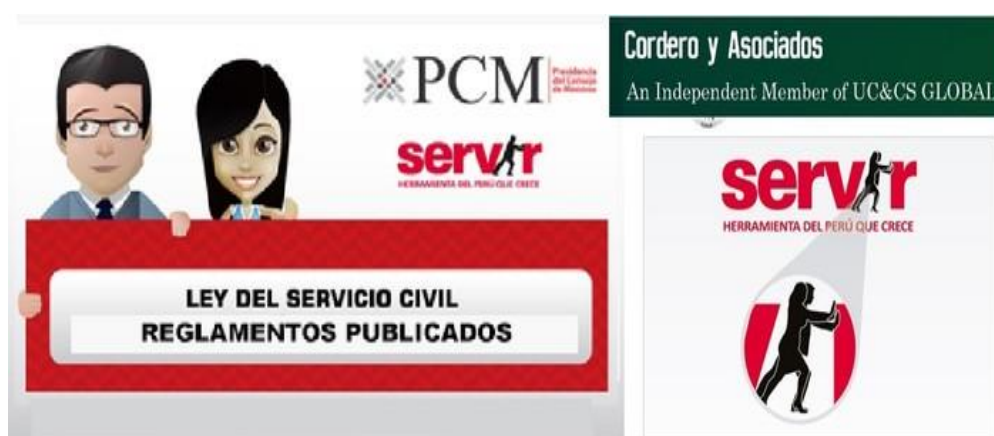 PCM
Presidencia
del Consejo
de Ministros
servir
HERRAMIENTA DEL PERÚ QUE CRECE
LEY DEL SERVICIO CIVIL
REGLAMENTOS PUBLICADOS
Cordero y Asociados
An Independent Member of UC&CS GLOBAL
servir
HERRAMIENTA DEL PERÚ QUE CRECE